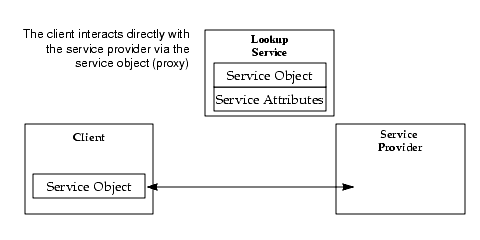 The client interacts directly with
the service provider via the
service object (proxy)
Lookup
Service
Service Object
Service Attributes
Client
Service Object
Service
Provider